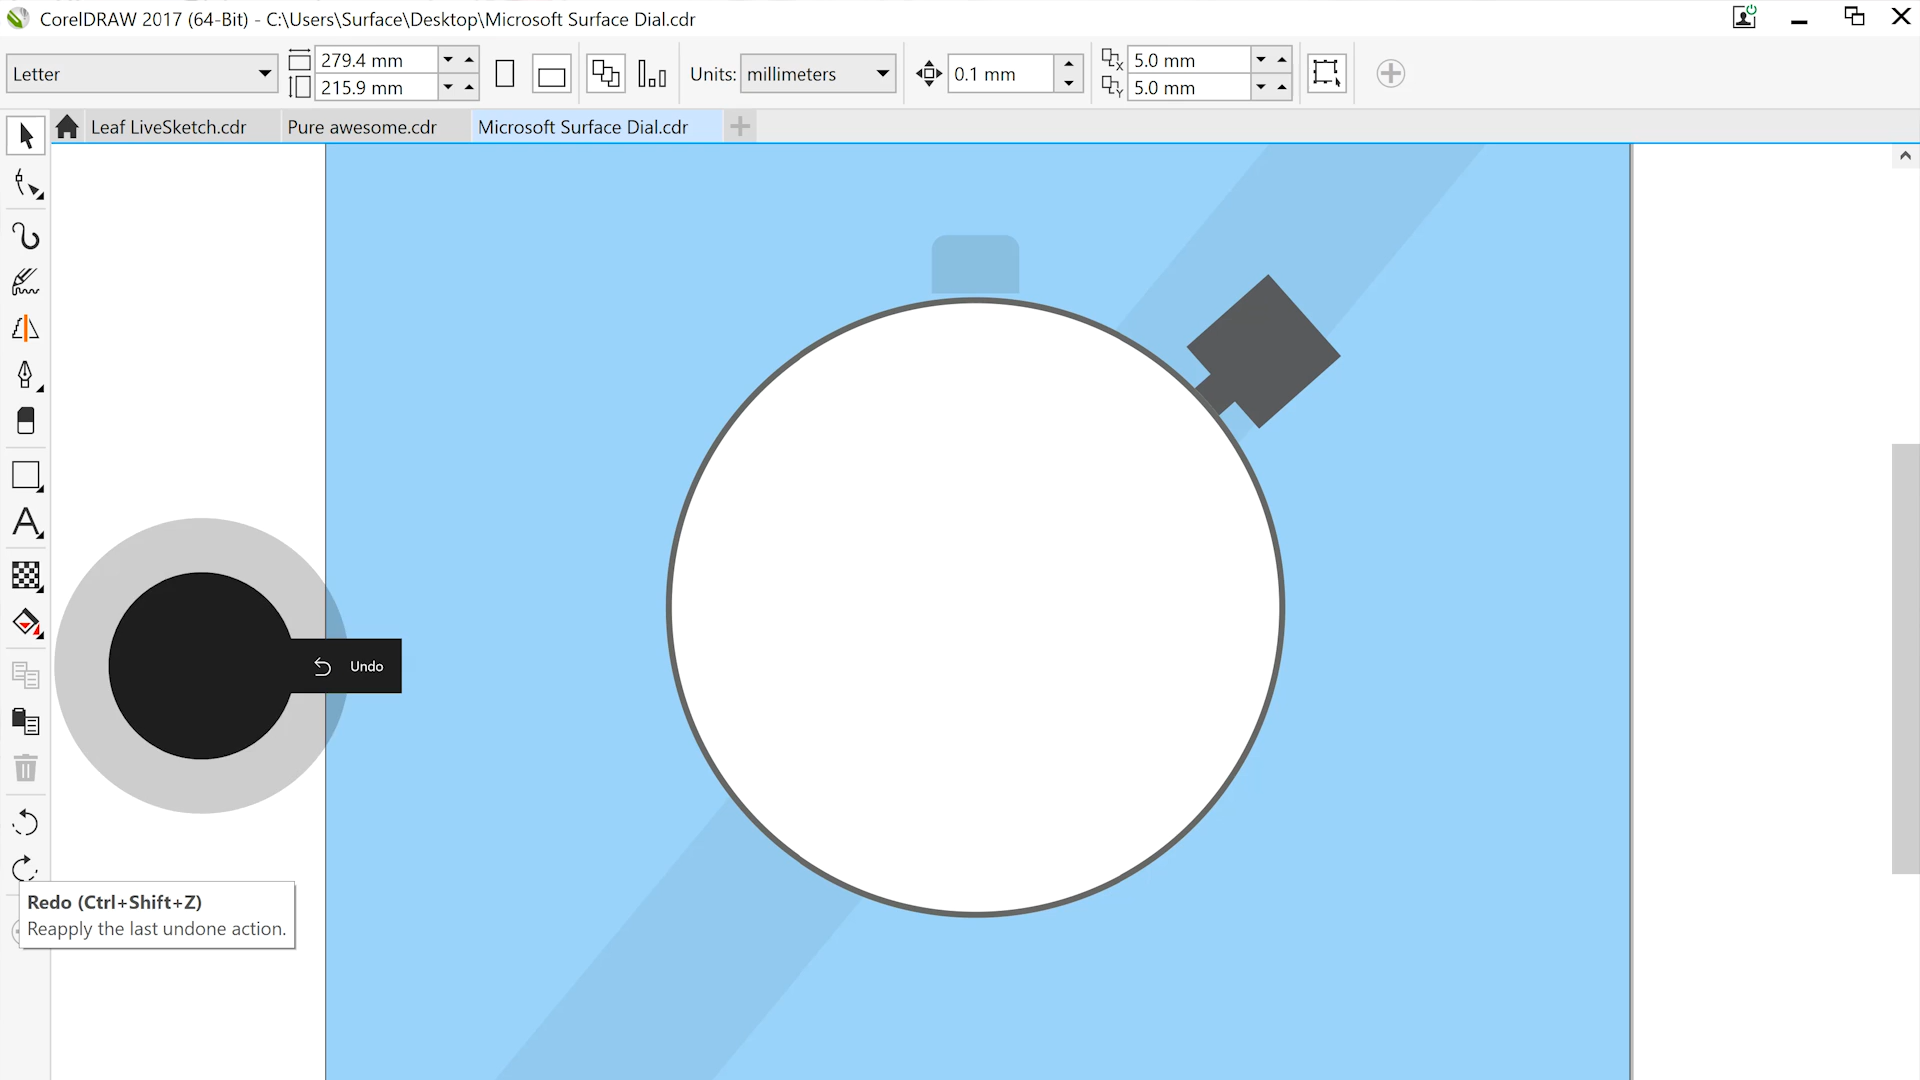 CorelDRAW 2017 (64-Bit) - C:\Users\Surface\Desktop\Microsoft Surface Dial.cdr
Letter
279.4 mm
215.9 mm
Units: millimeters
0.1 mm
5.0 mm
5.0 mm
Leaf LiveSketch.cdr
Pure awesome.cdr
Microsoft Surface Dial.cdr
Undo
Redo (Ctrl+Shift+Z)
Reapply the last undone action.